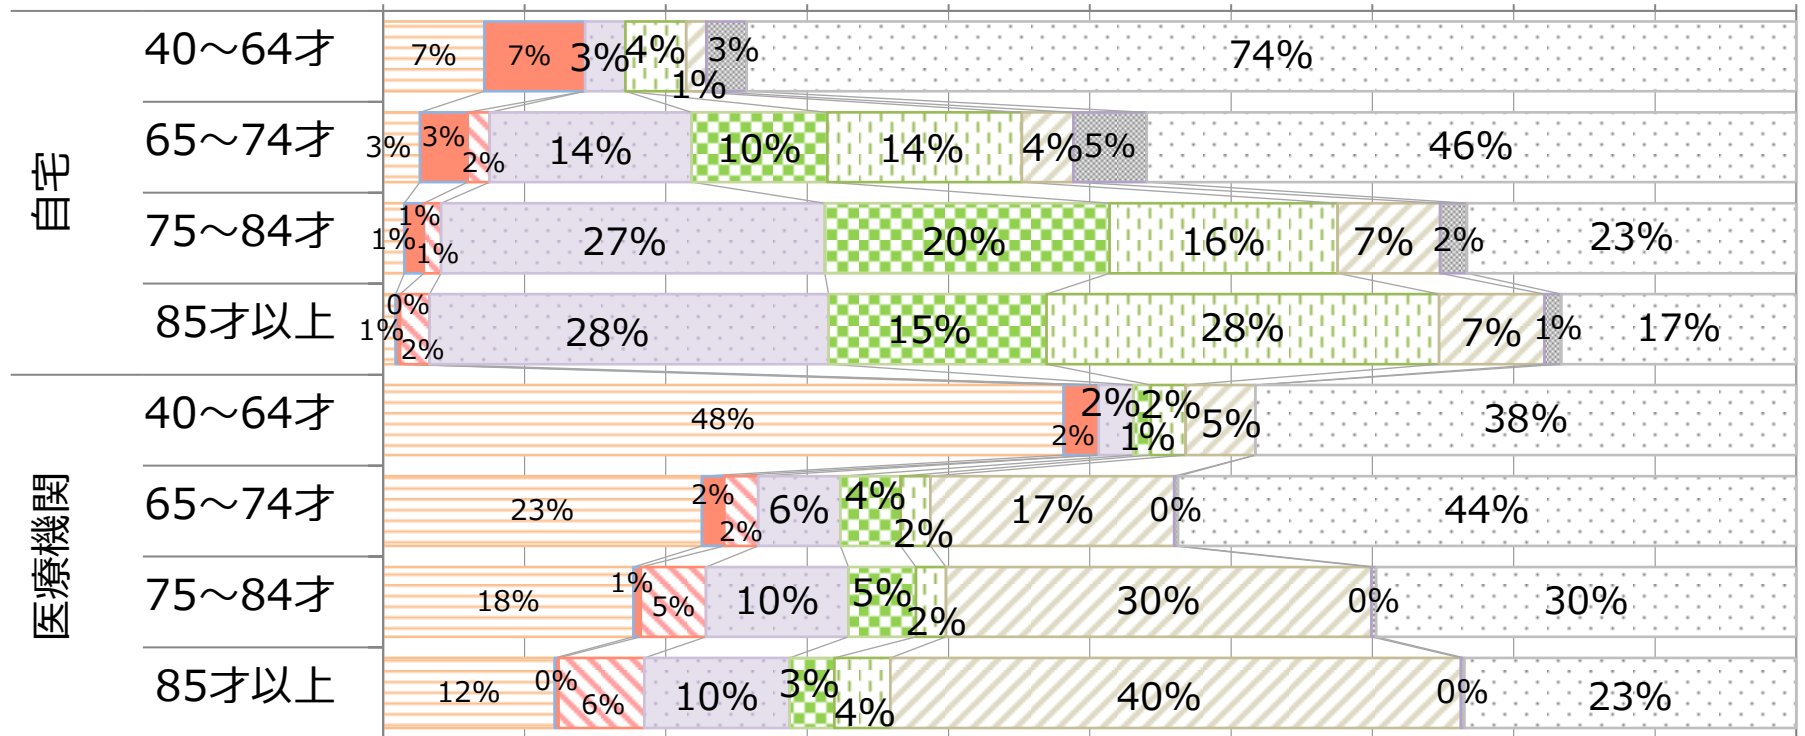 自宅
40～64才 7% 7% 3% 4% 1% 3% 74%
65～74才 3% 3% 2% 14% 10% 14% 4% 5% 46%
75～84才 1% 1% 1% 27% 20% 16% 7% 2% 23%
85才以上 1% 0% 2% 28% 15% 28% 7% 1% 17%
医療機関
40～64才 48% 2% 2% 1% 2% 5% 38%
65～74才 23% 2% 2% 6% 4% 2% 17% 0% 44%
75～84才 18% 1% 5% 10% 5% 2% 30% 0% 30%
85才以上 12% 0% 6% 10% 3% 4% 40% 0% 23%